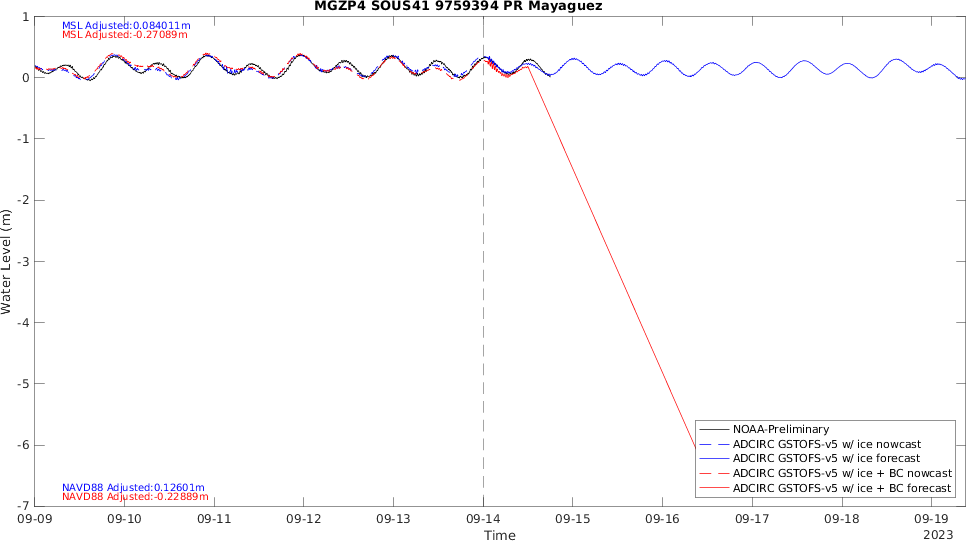 MGZP4 SOUS41 9759394 PR Mayaguez
MSL Adjusted:0.084011m
MSL Adjusted:-0.27089m
1
0
-1
-2
-3
-4
-5
-6
-7
Water Level (m)
NOAA-Preliminary
ADCIRC GSTOFS-v5 w/ ice nowcast
ADCIRC GSTOFS-v5 w/ ice forecast
ADCIRC GSTOFS-v5 w/ ice + BC nowcast
ADCIRC GSTOFS-v5 w/ ice + BC forecast
NAVD88 Adjusted:0.12601m
NAVD88 Adjusted:-0.22889m
09-09 09-10 09-11 09-12 09-13 09-14 09-15 09-16 09-17 09-18 09-19
Time
2023